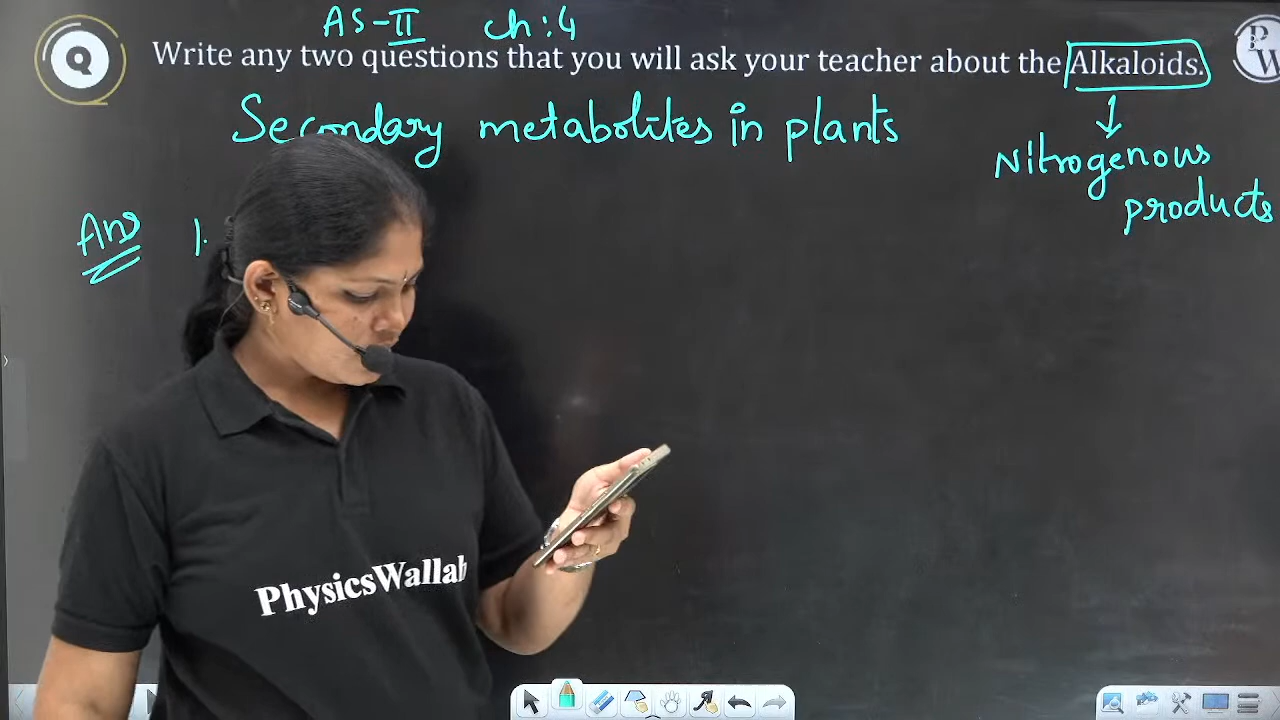 AS-II ch:4
Q Write any two questions that you will ask your teacher about the Alkaloids.
P
W
Secondary metabolites in plants
Nitrogenous
products
Ans 1.
PhysicsWallah